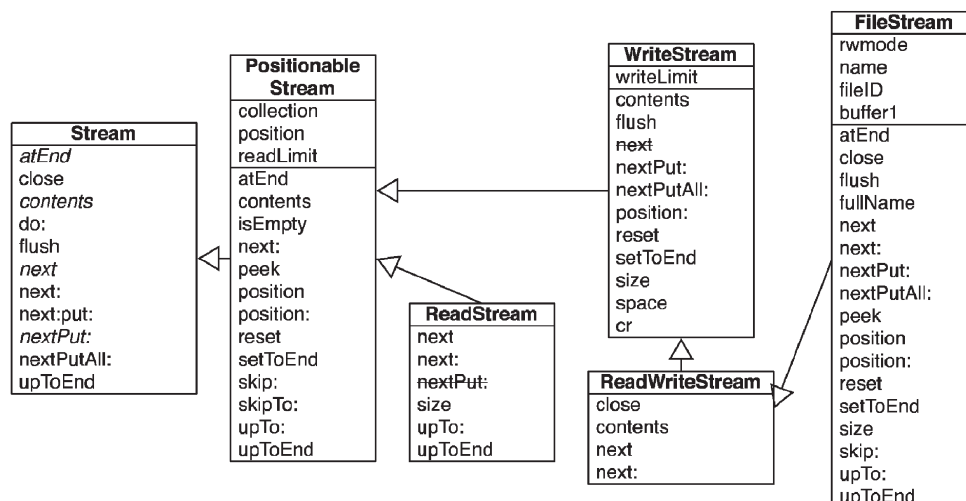 Stream
atEnd
close
contents
do:
flush
next
next:
next:put:
nextPut:
nextPutAll:
upToEnd
Positionable
Stream
collection
position
readLimit
atEnd
contents
isEmpty
next:
peek
position
position:
reset
setToEnd
skip:
skipTo:
upTo:
upToEnd
ReadStream
next
next:
nextPut:
size
upTo:
upToEnd
WriteStream
writeLimit
contents
flush
next
nextPut:
nextPutAll:
position:
reset
setToEnd
size
space
cr
ReadWriteStream
close
contents
next
next:
FileStream
rwmode
name
fileID
buffer1
atEnd
close
flush
fullName
next
next:
nextPut:
nextPutAll:
peek
position
position:
reset
setToEnd
size
skip:
upTo:
upToEnd